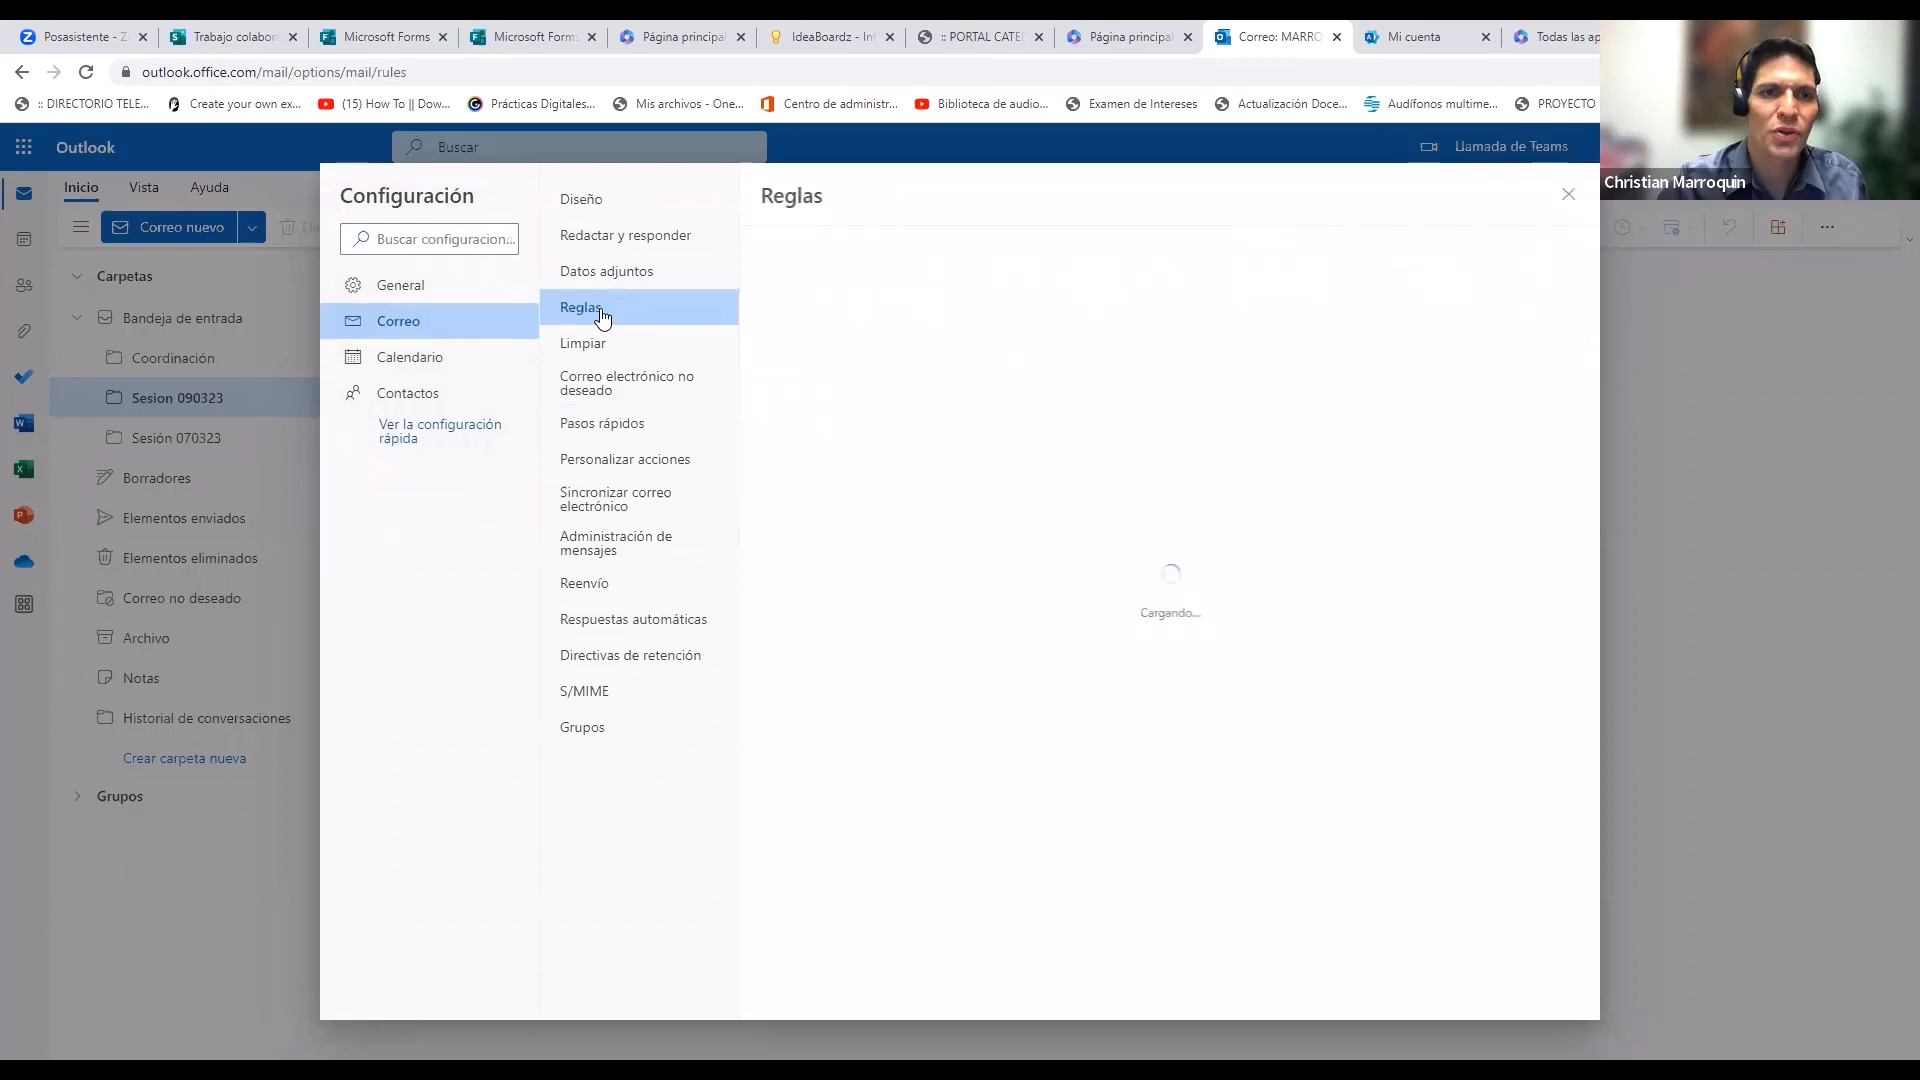 Posasistente - Z
Trabajo colabor
Microsoft Forms
Microsoft Forms
Página principal
IdeaBoardz - Int
:: PORTAL CATED
Página principal
Correo: MARRO
Mi cuenta
Todas las ap
outlook.office.com/mail/options/mail/rules
:: DIRECTORIO TELE...
Create your own ex...
(15) How To || Dow...
Prácticas Digitales...
Mis archivos - One...
Centro de administr...
Biblioteca de audio...
Examen de Intereses
Actualización Doce...
Audífonos multime...
PROYECTO
Outlook
Buscar
Llamada de Teams
Christian Marroquin
Inicio
Vista
Ayuda
Correo nuevo
Carpetas
Bandeja de entrada
Coordinación
Sesion 090323
Sesión 070323
Borradores
Elementos enviados
Elementos eliminados
Correo no deseado
Archivo
Notas
Historial de conversaciones
Crear carpeta nueva
Grupos
Configuración
Buscar configuracion...
General
Correo
Calendario
Contactos
Ver la configuración
rápida
Diseño
Redactar y responder
Datos adjuntos
Reglas
Limpiar
Correo electrónico no
deseado
Pasos rápidos
Personalizar acciones
Sincronizar correo
electrónico
Administración de
mensajes
Reenvío
Respuestas automáticas
Directivas de retención
S/MIME
Grupos
Reglas
Cargando...